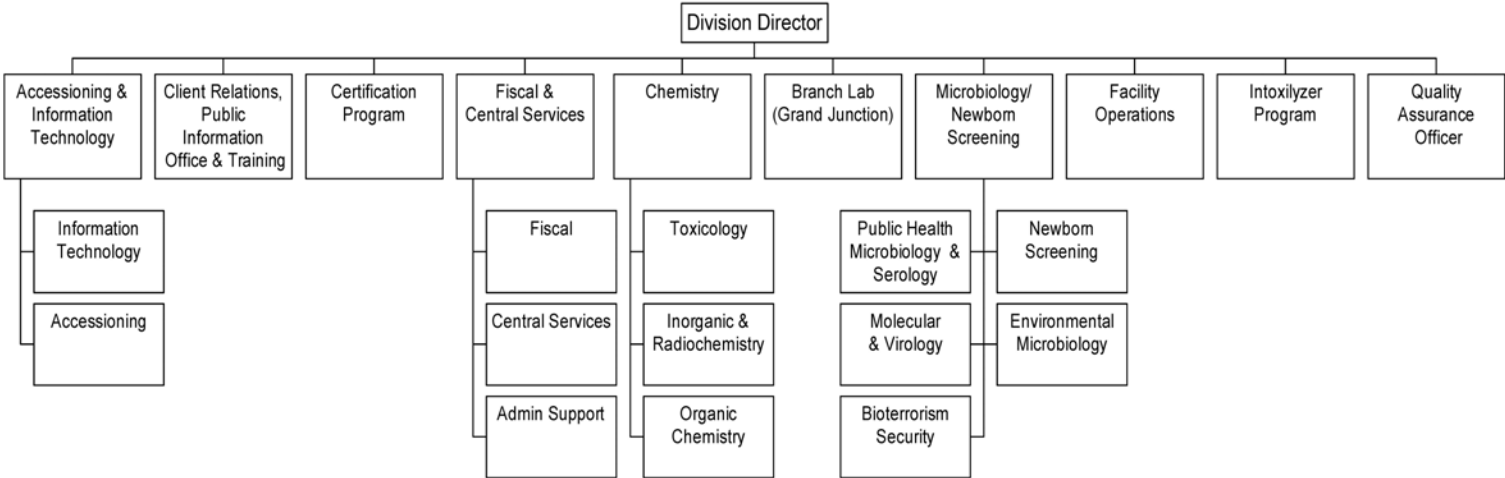 Division Director
Accessioning &
Information
Technology
Client Relations,
Public
Information
Office & Training
Certification
Program
Fiscal &
Central Services
Chemistry
Branch Lab
(Grand Junction)
Microbiology/
Newborn
Screening
Facility
Operations
Intoxilyzer
Program
Quality
Assurance
Officer
Information
Technology
Accessioning
Fiscal
Central Services
Admin Support
Toxicology
Inorganic &
Radiochemistry
Organic
Chemistry
Public Health
Microbiology &
Serology
Newborn
Screening
Molecular
& Virology
Environmental
Microbiology
Bioterrorism
Security